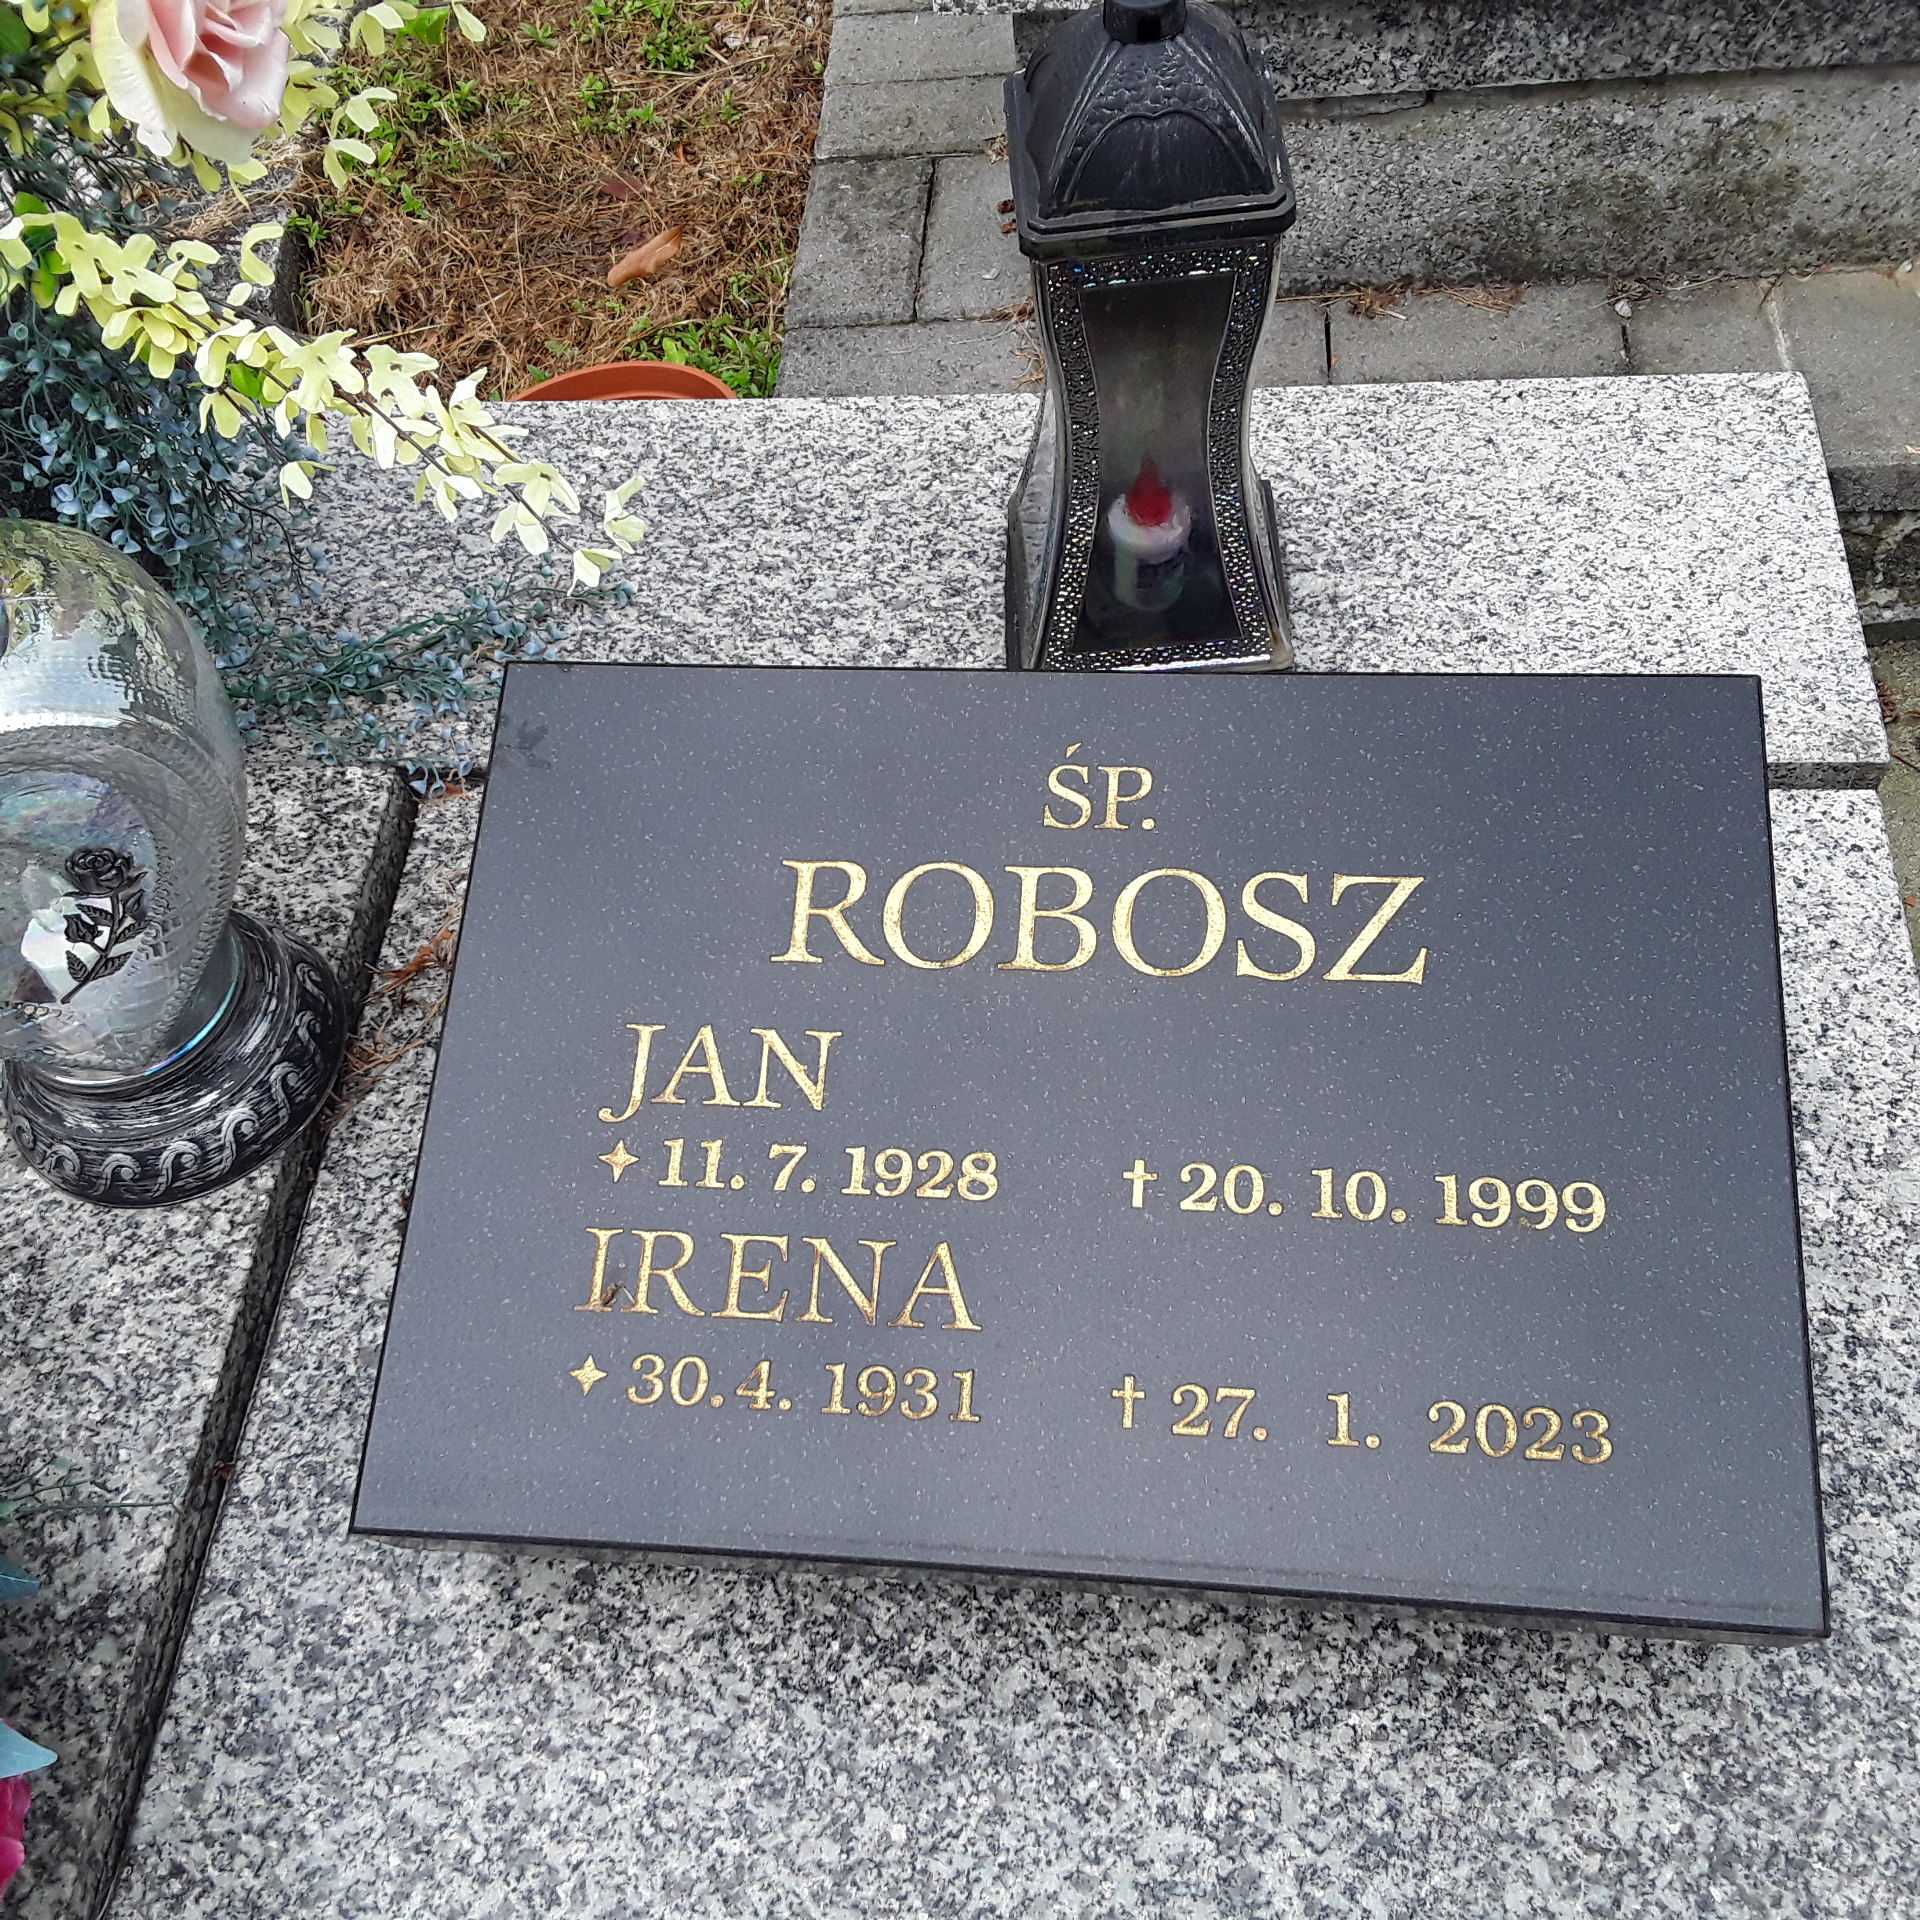 ŚP.
ROBOSZ
JAN
✦ 11. 7. 1928 † 20. 10. 1999
IRENA
✦ 30. 4. 1931 † 27. 1. 2023